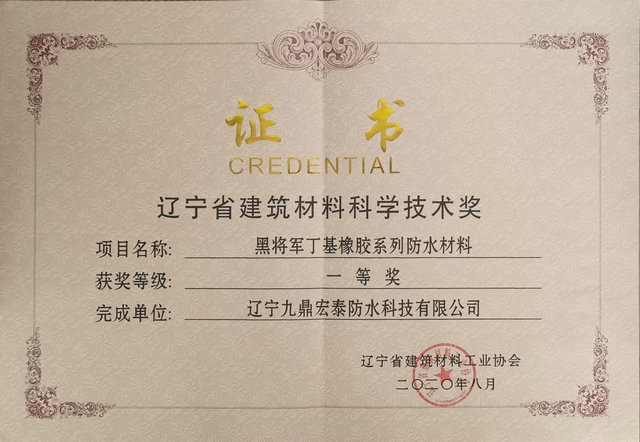 证书
CREDENTIAL
辽宁省建筑材料科学技术奖
项目名称: 黑将军丁基橡胶系列防水材料
获奖等级: 一等奖
完成单位: 辽宁九鼎宏泰防水科技有限公司
辽宁省建筑材料工业协会
二〇二〇年八月